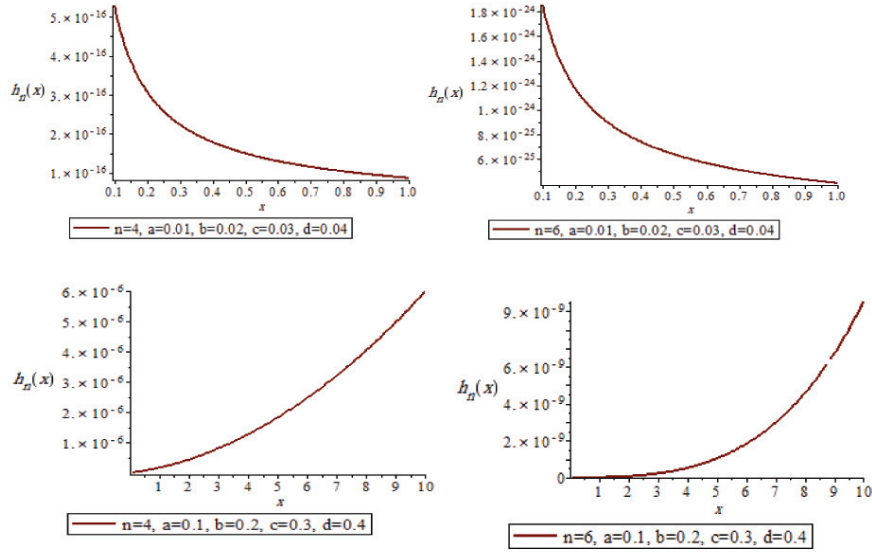 5. × 10⁻¹⁶
4. × 10⁻¹⁶
hₙ(x) 3. × 10⁻¹⁶
2. × 10⁻¹⁶
1. × 10⁻¹⁶
0.1 0.2 0.3 0.4 0.5 0.6 0.7 0.8 0.9 1.0
x
n=4, a=0.01, b=0.02, c=0.03, d=0.04
1.8 × 10⁻²⁴
1.6 × 10⁻²⁴
1.4 × 10⁻²⁴
hₙ(x) 1.2 × 10⁻²⁴
1. × 10⁻²⁴
8. × 10⁻²⁵
6. × 10⁻²⁵
0.1 0.2 0.3 0.4 0.5 0.6 0.7 0.8 0.9 1.0
x
n=6, a=0.01, b=0.02, c=0.03, d=0.04
6. × 10⁻⁶
5. × 10⁻⁶
4. × 10⁻⁶
hₙ(x) 3. × 10⁻⁶
2. × 10⁻⁶
1. × 10⁻⁶
1 2 3 4 5 6 7 8 9 10
x
n=4, a=0.1, b=0.2, c=0.3, d=0.4
9. × 10⁻⁹
6. × 10⁻⁹
hₙ(x) 4. × 10⁻⁹
2. × 10⁻⁹
0
1 2 3 4 5 6 7 8 9 10
x
n=6, a=0.1, b=0.2, c=0.3, d=0.4